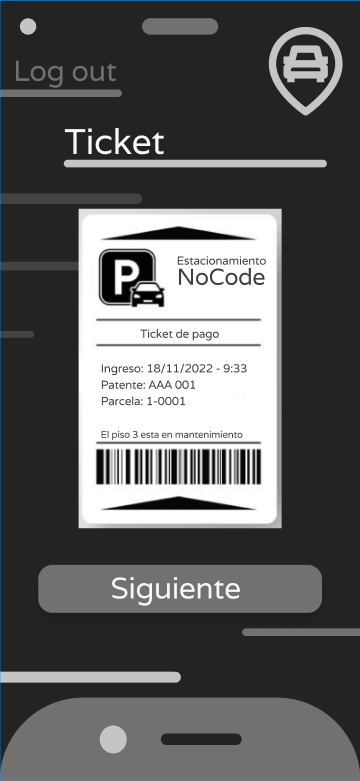 Log out
Ticket
P
Estacionamiento
NoCode
Ticket de pago
Ingreso: 18/11/2022 - 9:33
Patente: AAA 001
Parcela: 1-0001
El piso 3 esta en mantenimiento
Siguiente